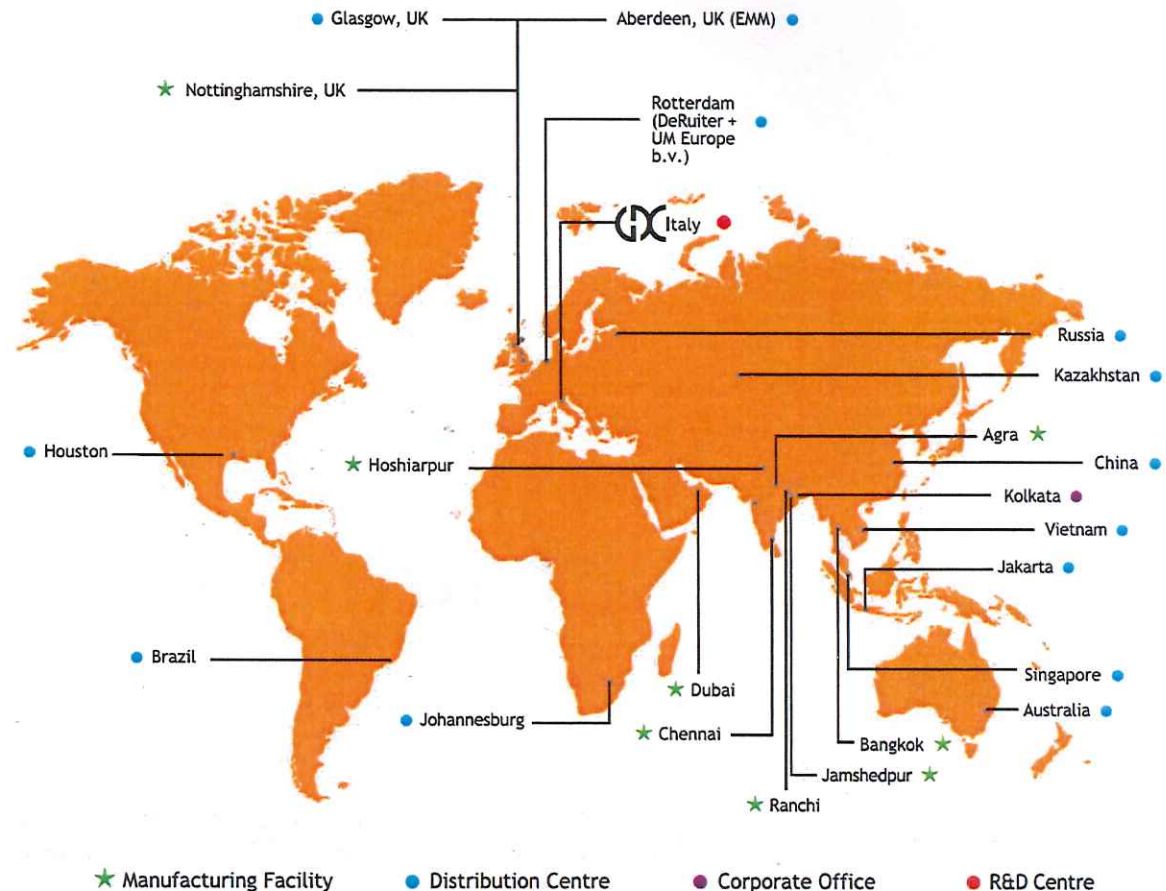 Glasgow, UK
Aberdeen, UK (EMM)
Nottinghamshire, UK
Rotterdam
(DeRuiter +
UM Europe
b.v.)
Italy
Russia
Kazakhstan
Agra
Houston
Hoshiarpur
China
Kolkata
Vietnam
Jakarta
Brazil
Dubai
Singapore
Johannesburg
Australia
Chennai
Bangkok
Jamshedpur
Ranchi
Manufacturing Facility
Distribution Centre
Corporate Office
R&D Centre